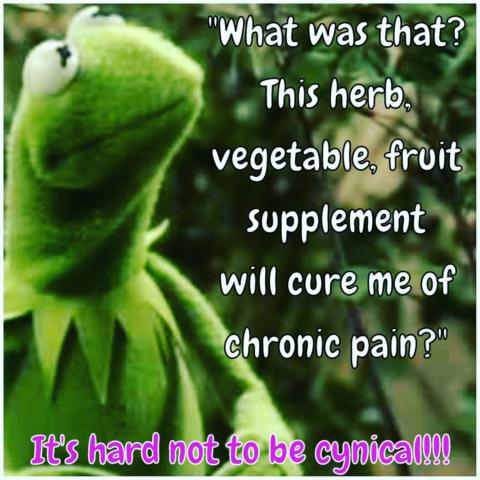 "What was that?
This herb,
vegetable, fruit
supplement
will cure me of
chronic pain?"
It's hard not to be cynical!!!